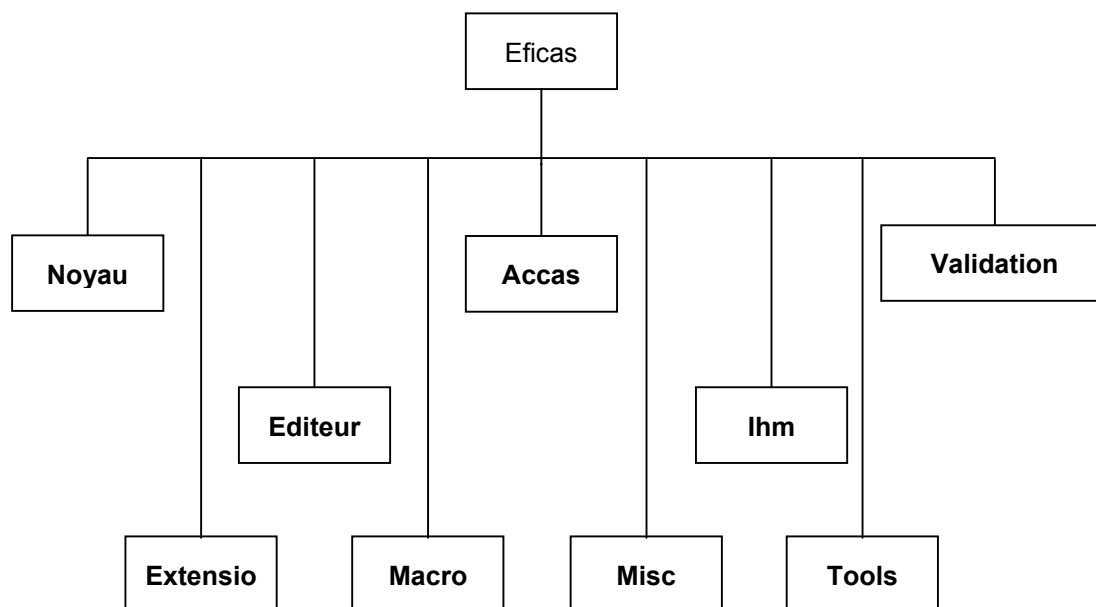 Eficas
Noyau
Accas
Validation
Editeur
Ihm
Extensio
Macro
Misc
Tools